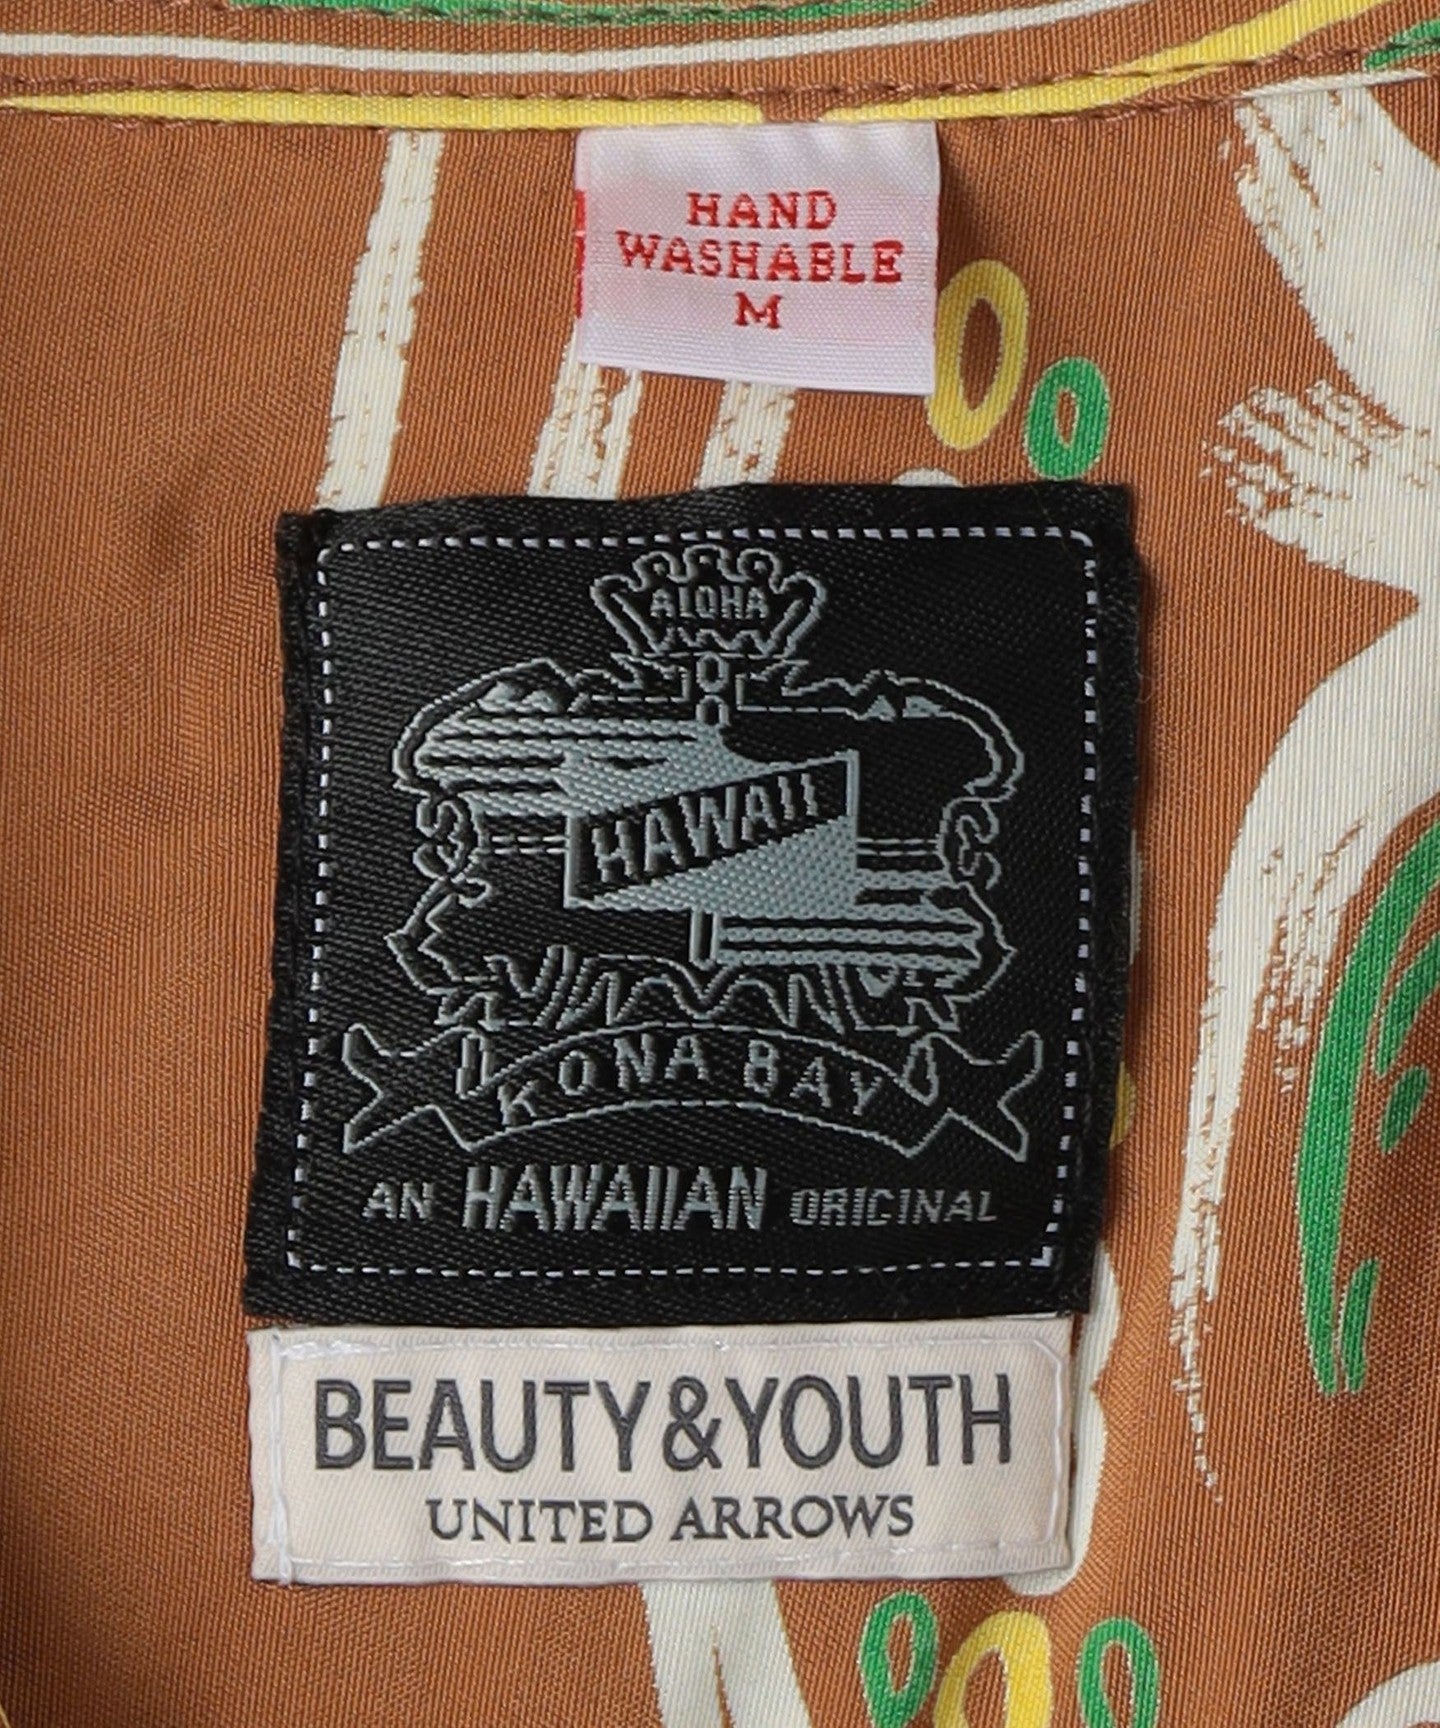 HAND
WASHABLE
M
ALOHA
HAWAII
KONA BAY
AN HAWAIIAN ORIGINAL
BEAUTY&YOUTH
UNITED ARROWS